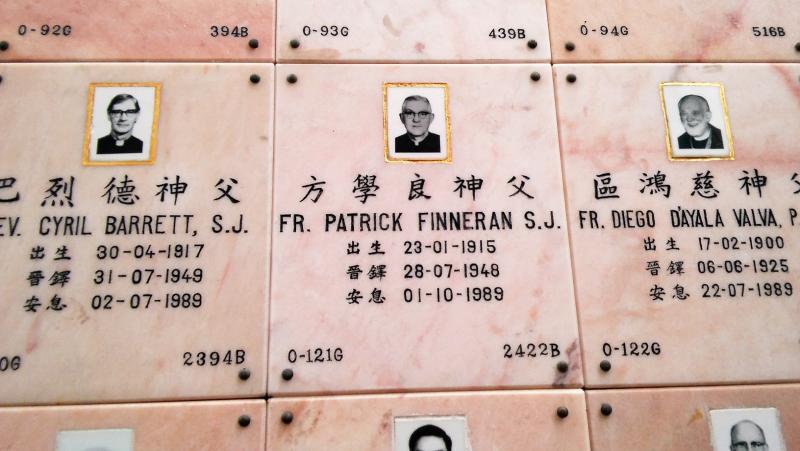 0-92G 394B
0-93G 439B
0-94G 516B
巴烈德神父
EV. CYRIL BARRETT, S.J.
出生 30-04-1917
晉鐸 31-07-1949
安息 02-07-1989
0G 2394B
方學良神父
FR. PATRICK FINNERAN S.J.
出生 23-01-1915
晉鐸 28-07-1948
安息 01-10-1989
0-121G 2422B
區鴻慈神父
FR. DIEGO D'AYALA VALVA, P.
出生 17-02-1900
晉鐸 06-06-1925
安息 22-07-1989
0-122G